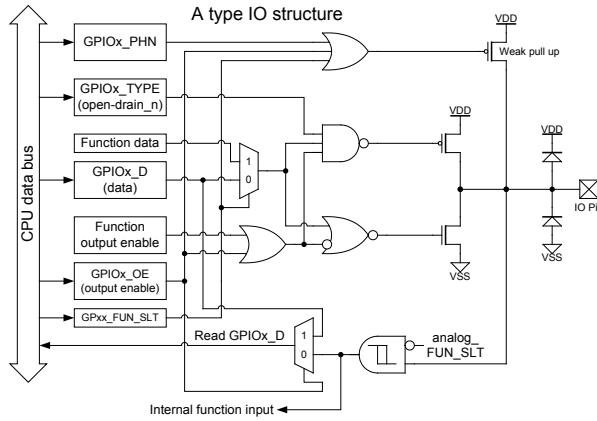 A type IO structure
GPIOx_PHN
VDD
Weak pull up
GPIOx_TYPE
(open-drain_n)
VDD
VDD
Function data
GPIOx_D
(data)
1
0
CPU data bus
IO Pi
Function
output enable
VSS
VSS
GPIOx_OE
(output enable)
GPxx_FUN_SLT
Read GPIOx_D
1
0
analog_
FUN_SLT
Internal function input